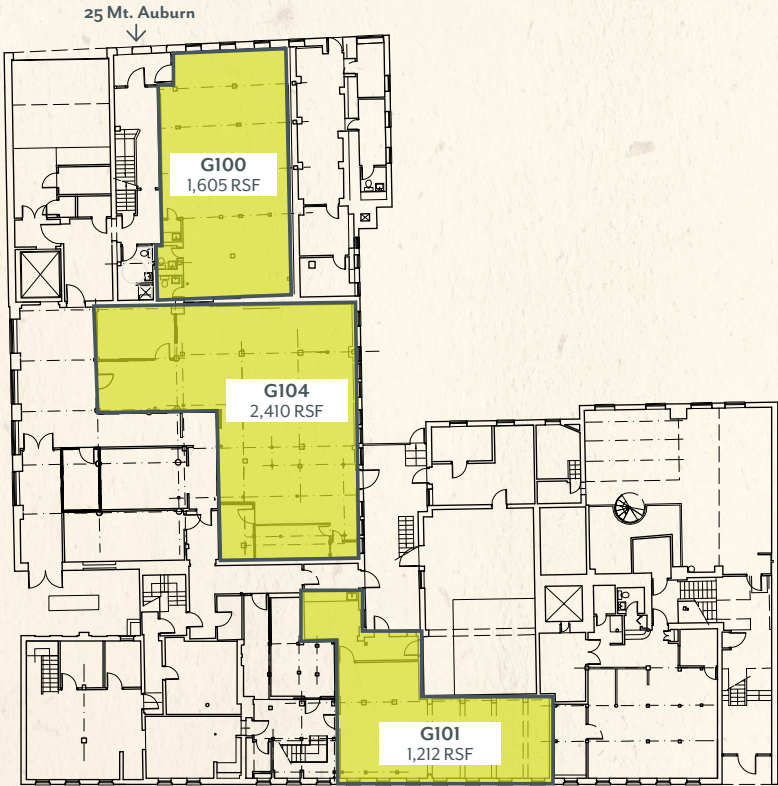 25 Mt. Auburn
G100
1,605 RSF
G104
2,410 RSF
G101
1,212 RSF